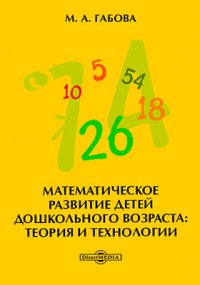 М. А. ГАБОВА
5
54
10
18
26
МАТЕМАТИЧЕСКОЕ
РАЗВИТИЕ ДЕТЕЙ
ДОШКОЛЬНОГО ВОЗРАСТА:
ТЕОРИЯ И ТЕХНОЛОГИИ
DirectMEDIA